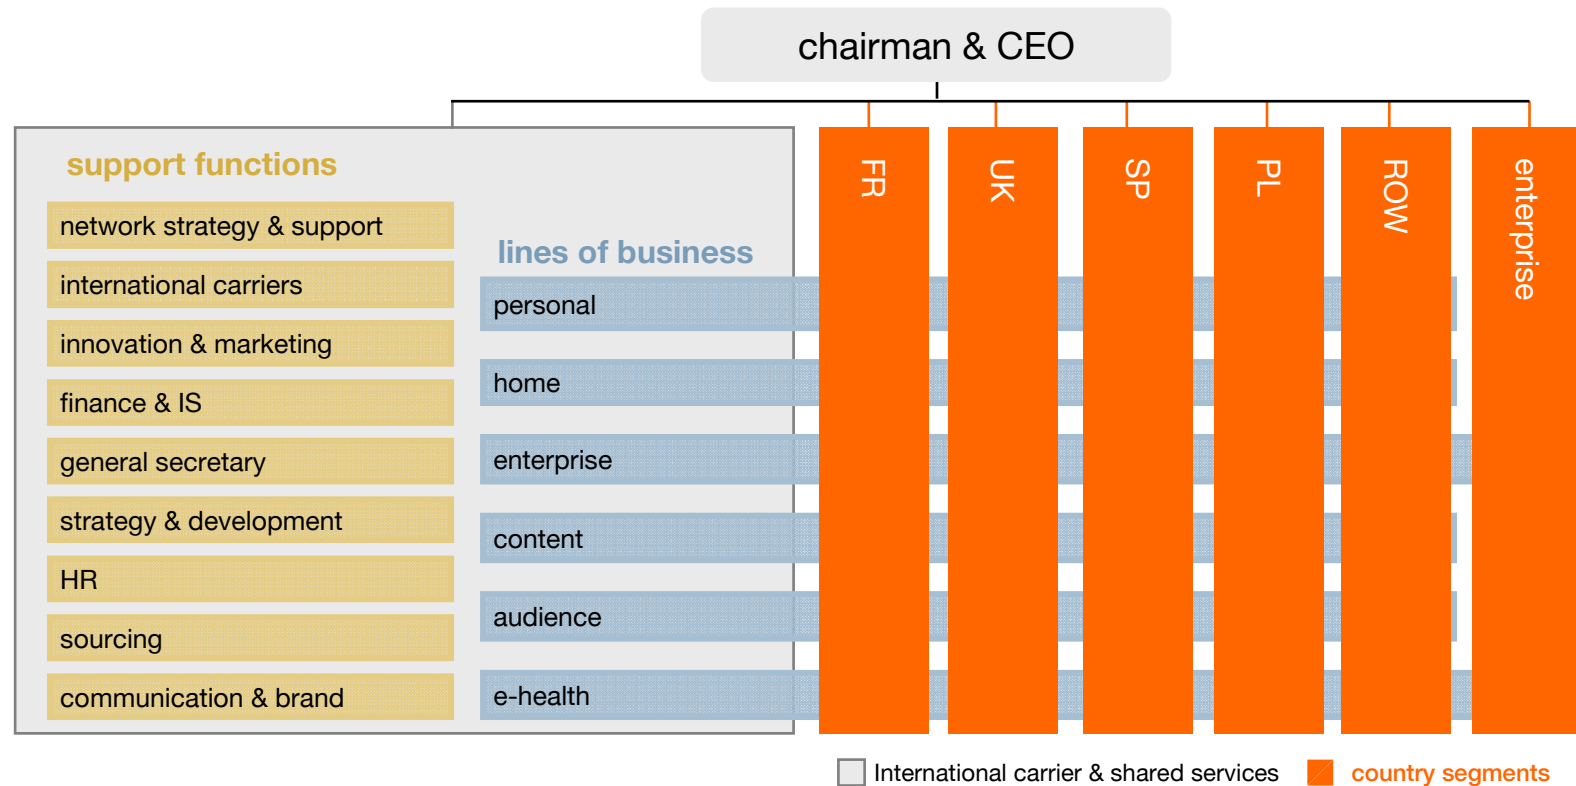 chairman & CEO
support functions
network strategy & support
international carriers
innovation & marketing
finance & IS
general secretary
strategy & development
HR
sourcing
communication & brand
lines of business
personal
home
enterprise
content
audience
e-health
FR
UK
SP
PL
ROW
enterprise
International carrier & shared services
country segments